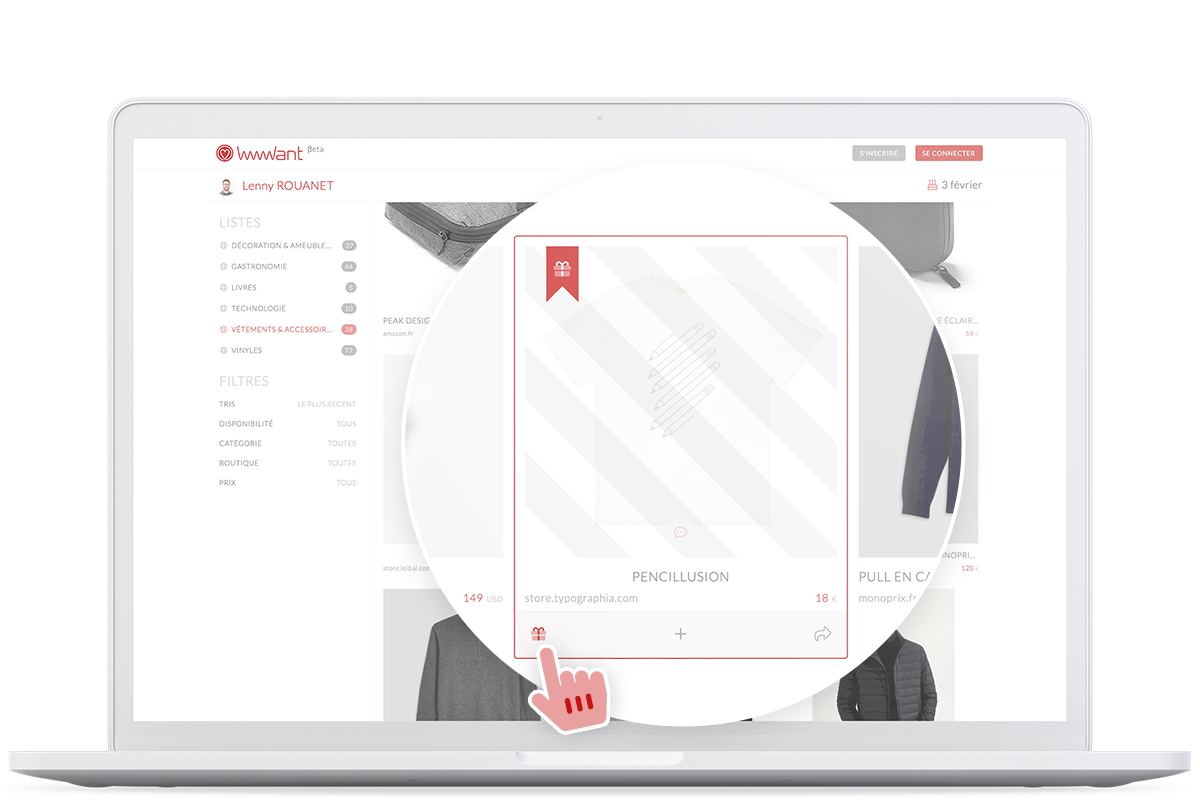 wwwant βeta
S'INSCRIRE
SE CONNECTER
Lenny ROUANET
3 février
LISTES
DÉCORATION & AMEUBLE... 37
GASTRONOMIE 44
LIVRES 5
TECHNOLOGIE 10
VÊTEMENTS & ACCESSOIR... 38
VINYLES 77
FILTRES
TRIS LE PLUS RECENT
DISPONIBILITÉ TOUS
CATÉGORIE TOUTES
BOUTIQUE TOUTES
PRIX TOUS
PEAK DESIG
amazon.fr
E ÉCLAIR...
59 €
store.leibal.com
149 USD
PENCILLUSION
store.typographia.com
18 €
PULL EN CA
monoprix.fr
ONOPRI...
120 €